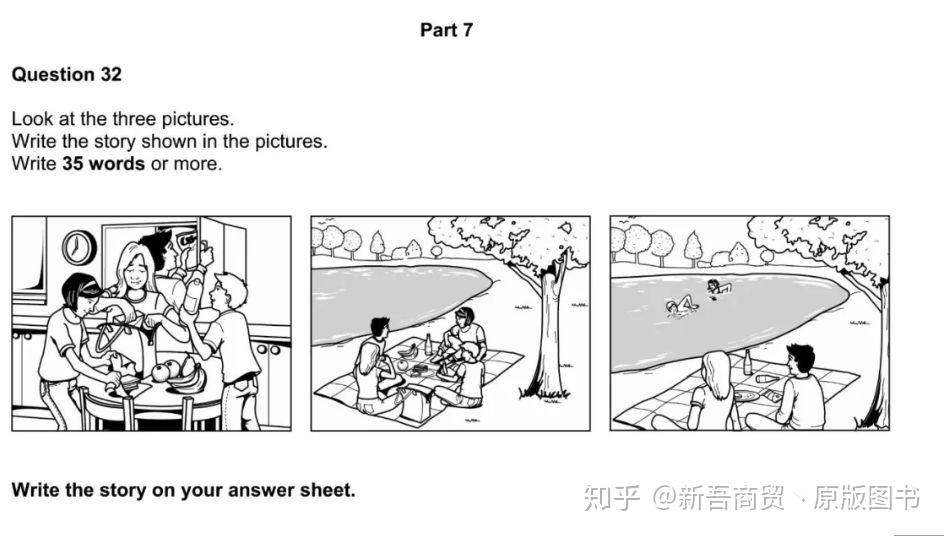 Part 7
Question 32
Look at the three pictures.
Write the story shown in the pictures.
Write 35 words or more.
Write the story on your answer sheet.
知乎 @新吾商贸丶原版图书